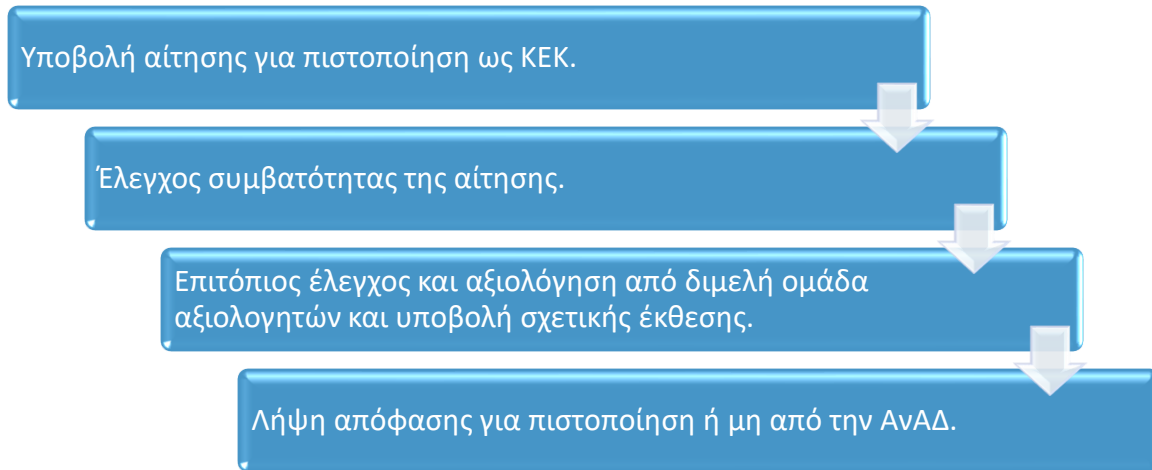 Υποβολή αίτησης για πιστοποίηση ως ΚΕΚ.
Έλεγχος συμβατότητας της αίτησης.
Επιτόπιος έλεγχος και αξιολόγηση από διμελή ομάδα
αξιολογητών και υποβολή σχετικής έκθεσης.
Λήψη απόφασης για πιστοποίηση ή μη από την ΑνΑΔ.